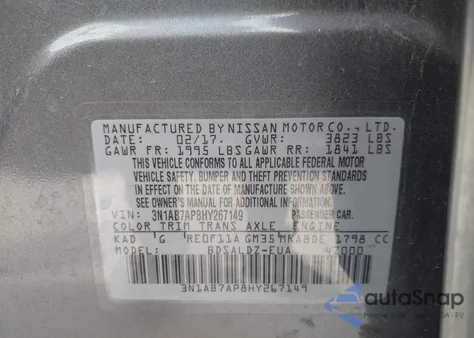 MANUFACTURED BY NISSAN MOTOR CO., LTD.
DATE: 02/17. GVWR: 3823 LBS
GAWR FR: 1995 LBS GAWR RR: 1841 LBS
THIS VEHICLE CONFORMS TO ALL APPLICABLE FEDERAL MOTOR
VEHICLE SAFETY, BUMPER AND THEFT PREVENTION STANDARDS
IN EFFECT ON THE DATE OF MANUFACTURE SHOWN ABOVE.
SEE OWNER'S MANUAL FOR ADDITIONAL INFORMATION.
VIN: 3N1AB7AP8HY267149 PASSENGER CAR.
COLOR TRIM TRANS AXLE ENGINE
KAD G RE0F11A GM35 MRA8DE 1798 CC
MODEL: BDSALDZ-EUA
3N1AB7AP8HY267149
autoSnap